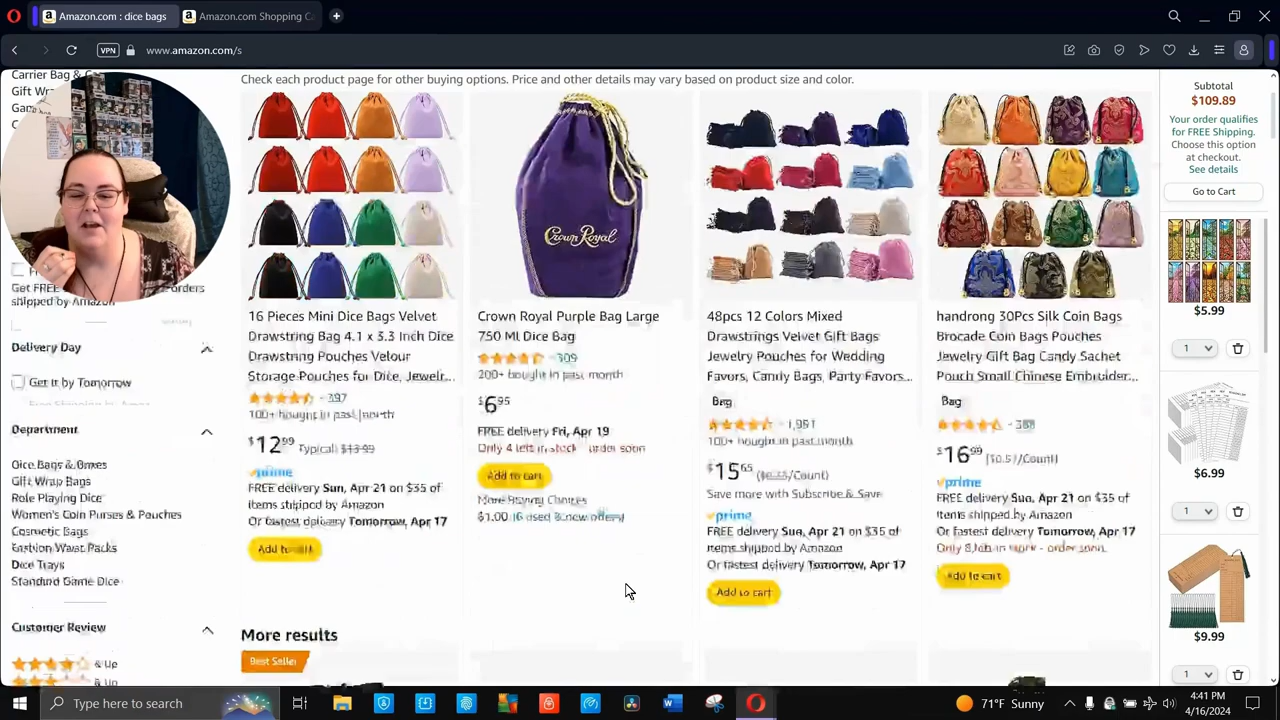 Amazon.com : dice bags
Amazon.com Shopping C
VPN
www.amazon.com/s
Carrier Bag & C
Gift Wr
Check each product page for other buying options. Price and other details may vary based on product size and color.
Get FREE
orders
shipped by Amazon
Delivery Day
Get It by Tomorrow
Department
Dice Bags & Cases
Gift Wrap Bags
Role Playing Dice
Women's Coin Purses & Pouches
Cosmetic Bags
Fashion Waist Packs
Dice Trays
Standard Game Dice
Customer Review
& Up
& Up
16 Pieces Mini Dice Bags Velvet
Drawstring Bag 4.1 x 3.3 Inch Dice
Drawstring Pouches Velour
Storage Pouches for Dice, Jewelr...
397
100+ bought in past month
$12.99 Typical: $13.99
prime
FREE delivery Sun, Apr 21 on $35 of
items shipped by Amazon
Or fastest delivery Tomorrow, Apr 17
Add to cart
Crown Royal
Crown Royal Purple Bag Large
750 Ml Dice Bag
309
200+ bought in past month
$6.95
FREE delivery Fri, Apr 19
Only 4 left in stock - order soon
Add to cart
More Buying Choices
$1.00 (6 used & new offers)
48pcs 12 Colors Mixed
Drawstrings Velvet Gift Bags
Jewelry Pouches for Wedding
Favors, Candy Bags, Party Favors...
Bag
100+ bought in past month
$15.65
Save more with Subscribe & Save
prime
FREE delivery Sun, Apr 21 on $35 of
items shipped by Amazon
Or fastest delivery Tomorrow, Apr 17
Add to cart
handrong 30Pcs Silk Coin Bags
Brocade Coin Bags Pouches
Jewelry Gift Bag Candy Sachet
Pouch Small Chinese Embroider...
Bag
388
$16.99
prime
FREE delivery Sun, Apr 21 on $35 of
items shipped by Amazon
Or fastest delivery Tomorrow, Apr 17
left in stock - order soon.
Add to cart
More results
Best Seller
Subtotal
$109.89
Your order qualifies
for FREE Shipping.
Choose this option
at checkout.
See details
Go to Cart
$5.99
1
$6.99
1
$9.99
1
Type here to search
71°F Sunny
4:41 PM
4/16/2024